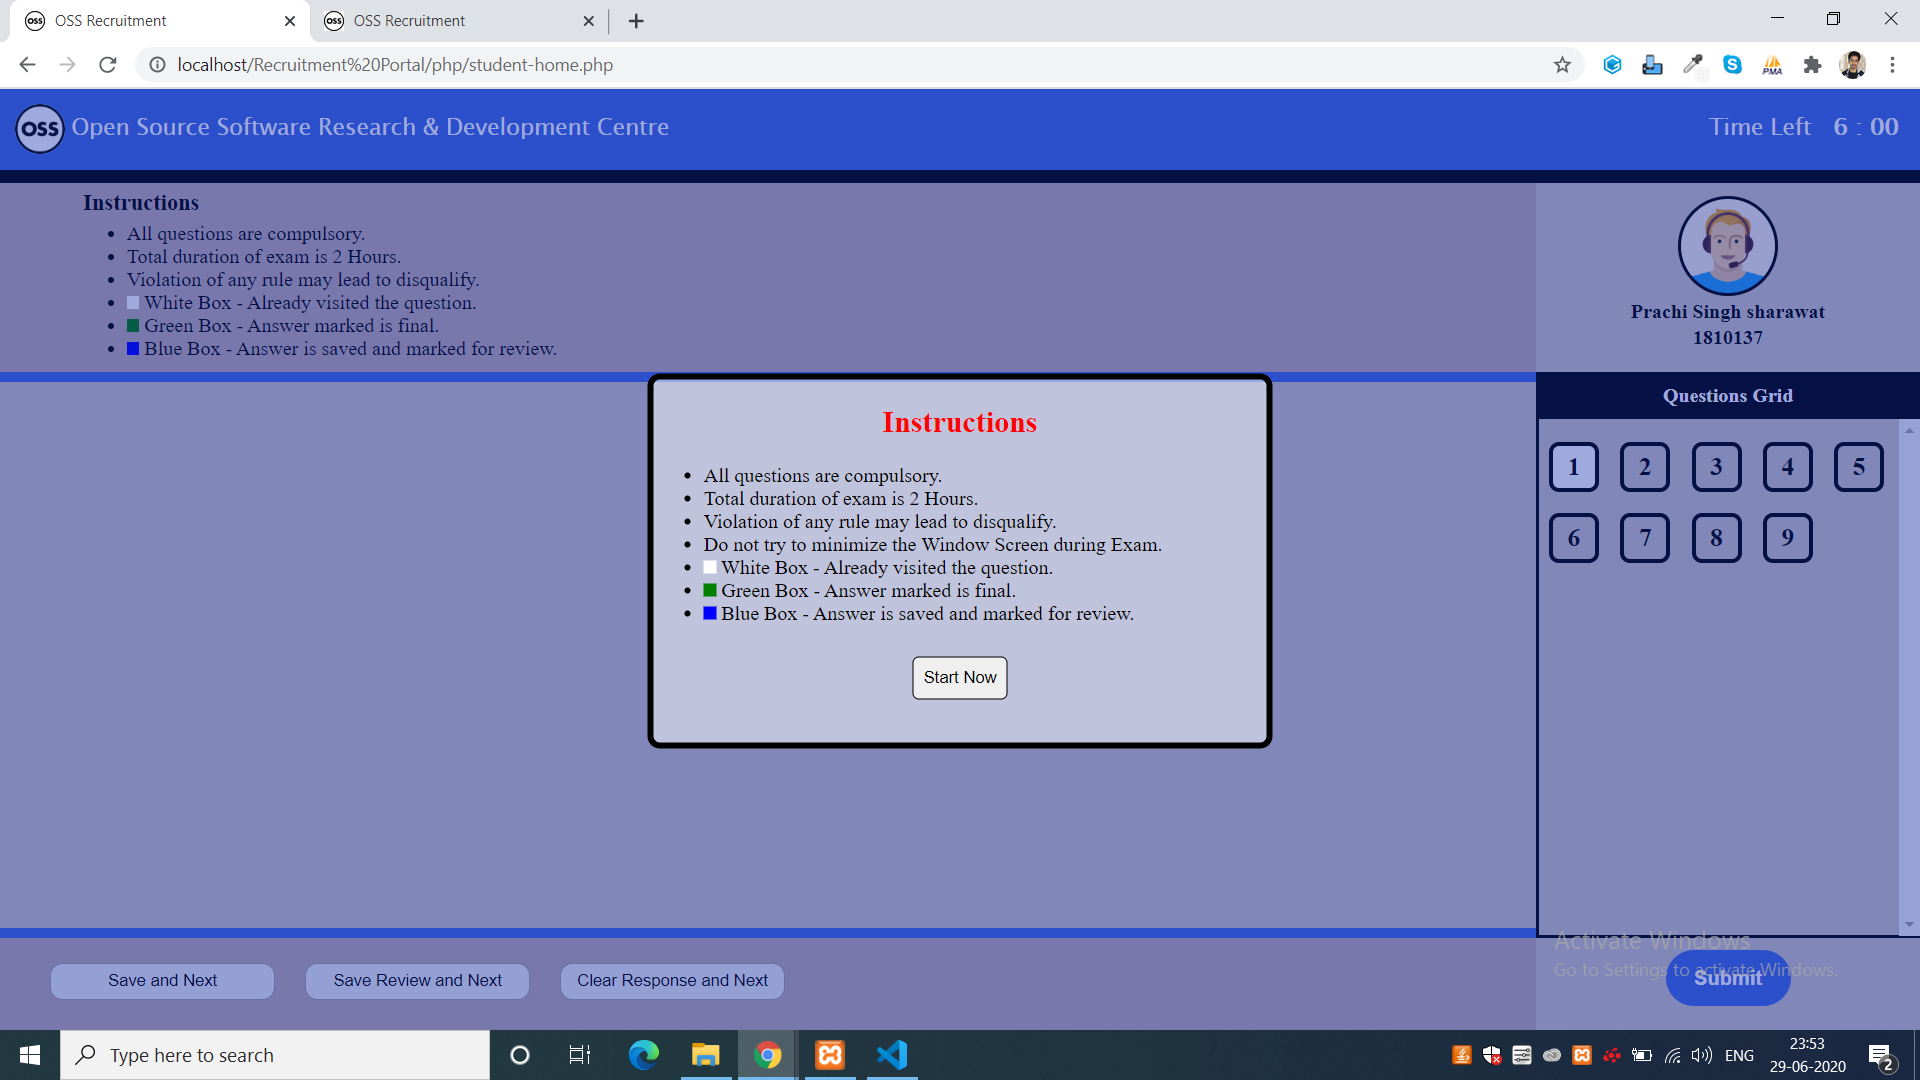 OSS Recruitment
OSS Recruitment
localhost/Recruitment%20Portal/php/student-home.php
PMA
OSS Open Source Software Research & Development Centre
Time Left 6 : 00
Instructions
All questions are compulsory.
Total duration of exam is 2 Hours.
Violation of any rule may lead to disqualify.
White Box - Already visited the question.
Green Box - Answer marked is final.
Blue Box - Answer is saved and marked for review.
Prachi Singh sharawat
1810137
Instructions
All questions are compulsory.
Total duration of exam is 2 Hours.
Violation of any rule may lead to disqualify.
Do not try to minimize the Window Screen during Exam.
White Box - Already visited the question.
Green Box - Answer marked is final.
Blue Box - Answer is saved and marked for review.
Start Now
Questions Grid
1 2 3 4 5
6 7 8 9
Save and Next
Save Review and Next
Clear Response and Next
Activate Windows
Go to Settings to activate Windows.
Submit
Type here to search
ENG
23:53
29-06-2020
2